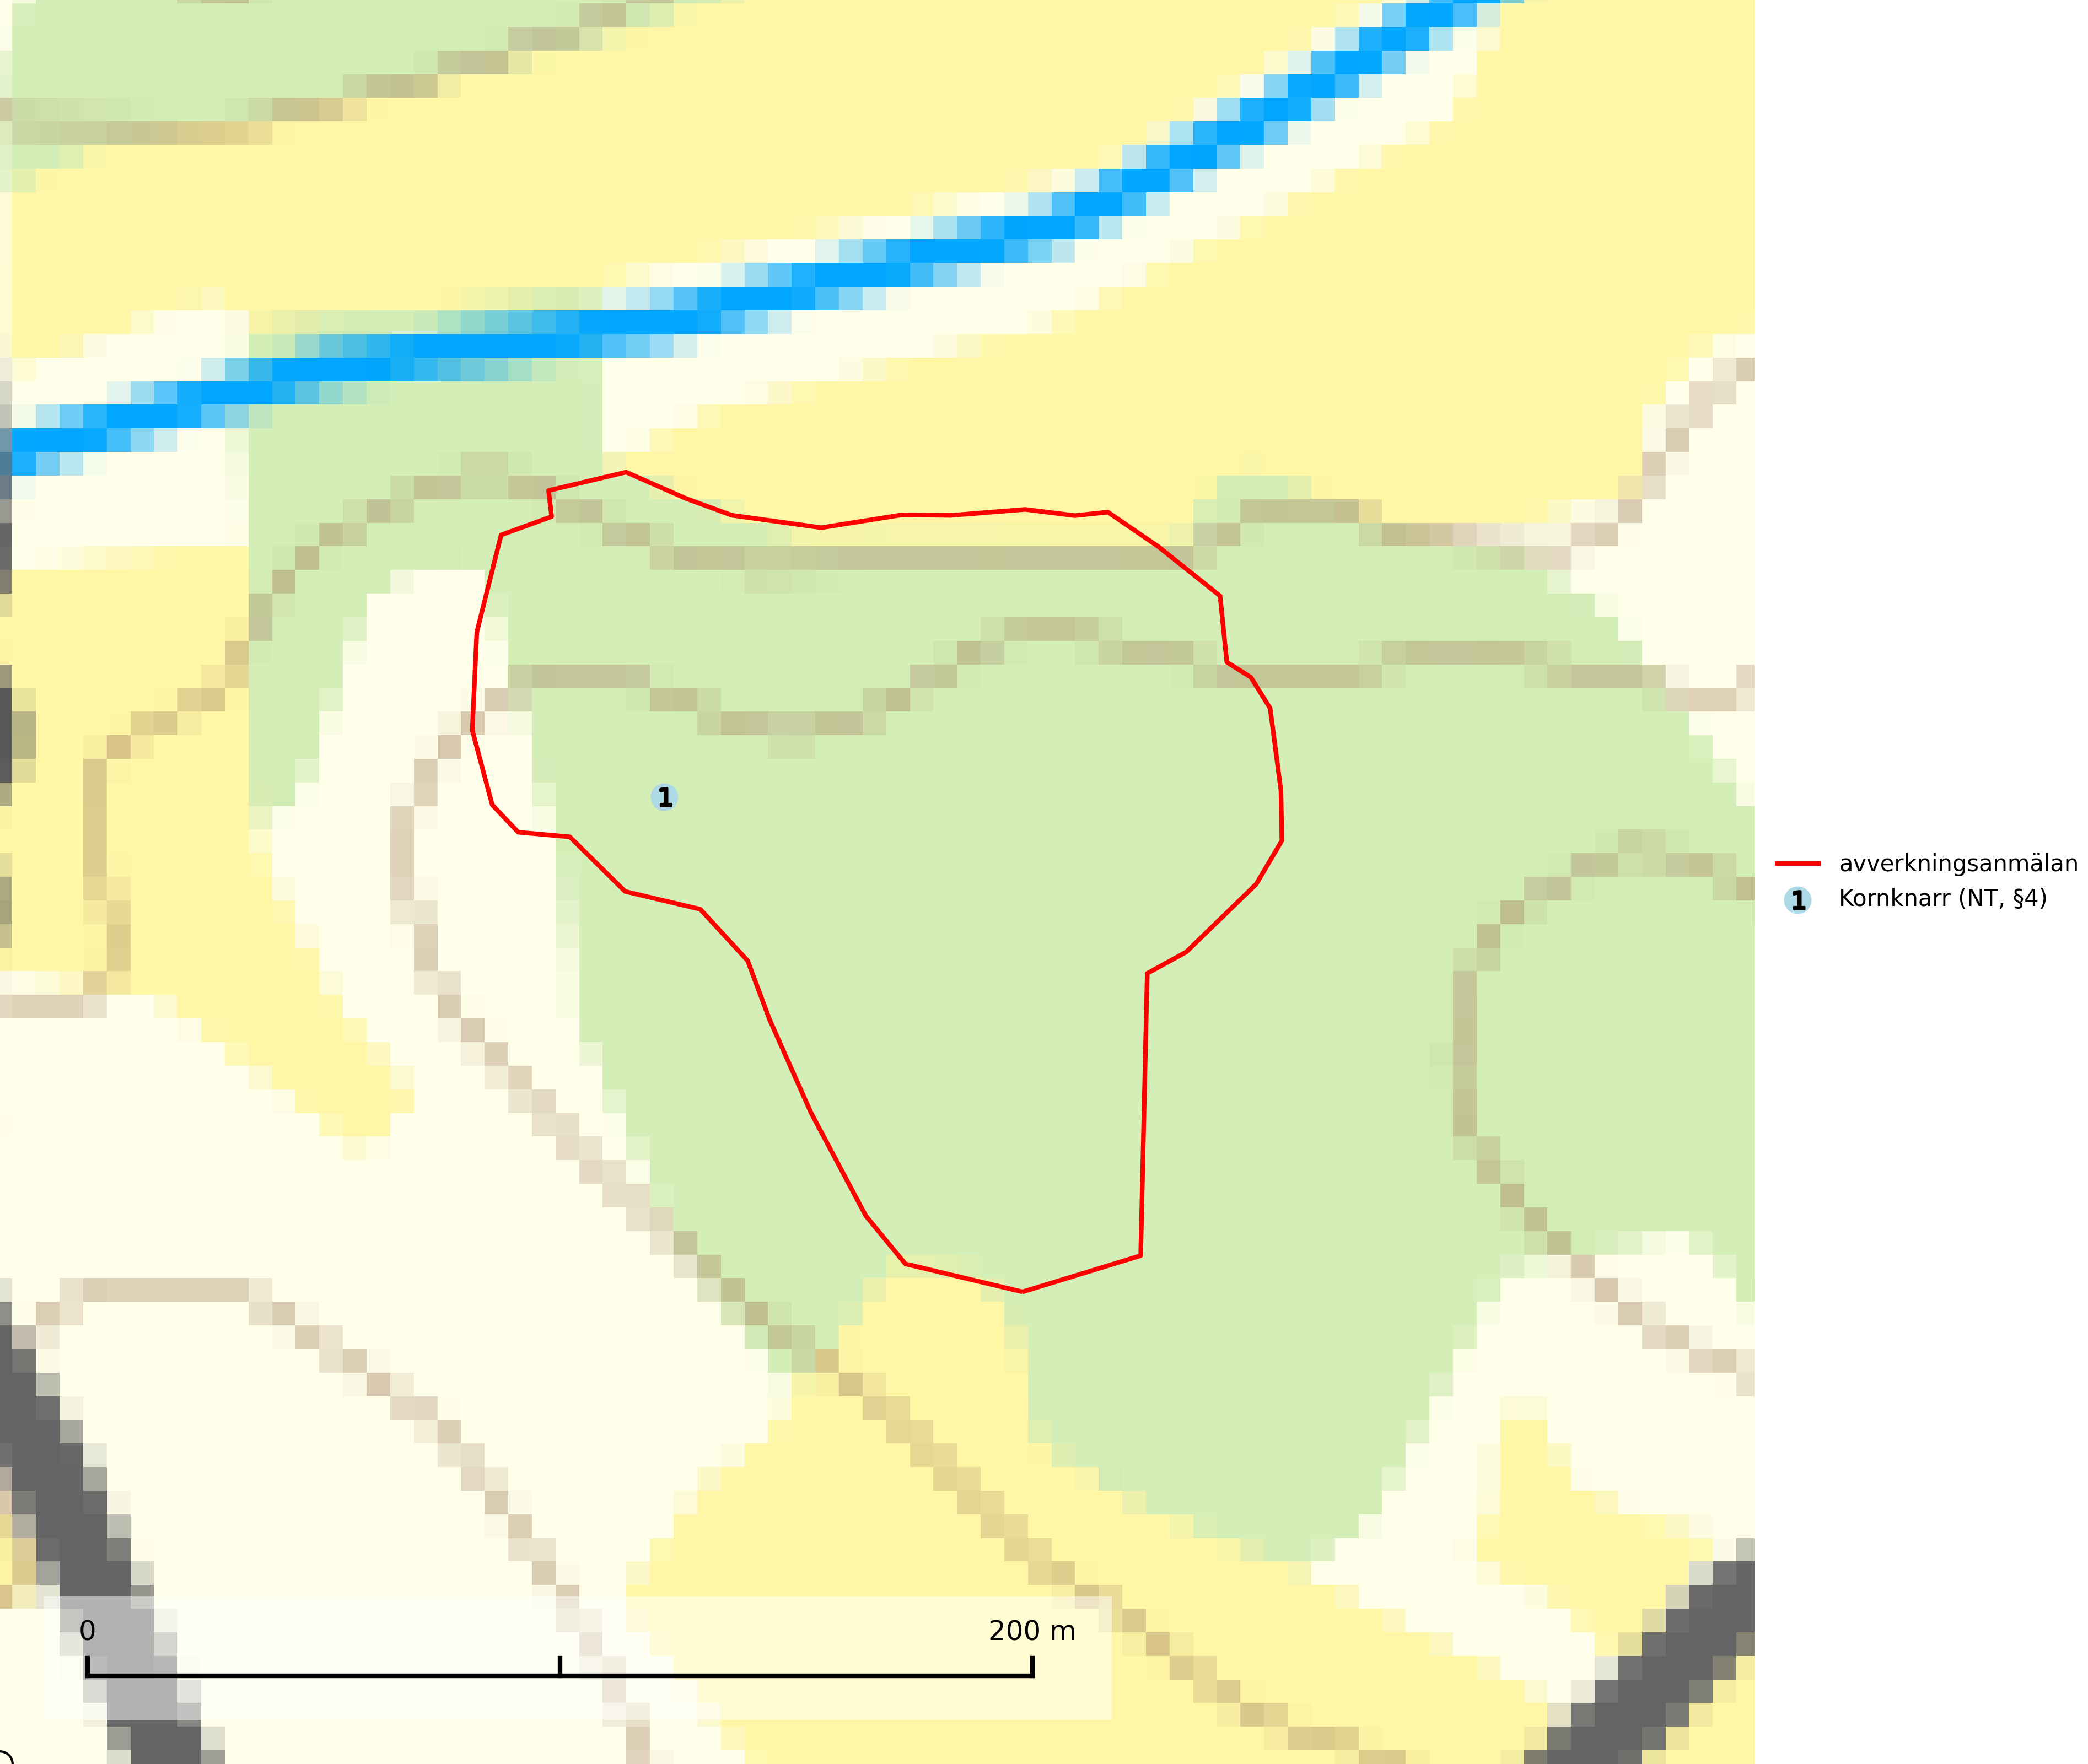 1
avverkningsanmälan
1 Kornknarr (NT, §4)
0 200 m